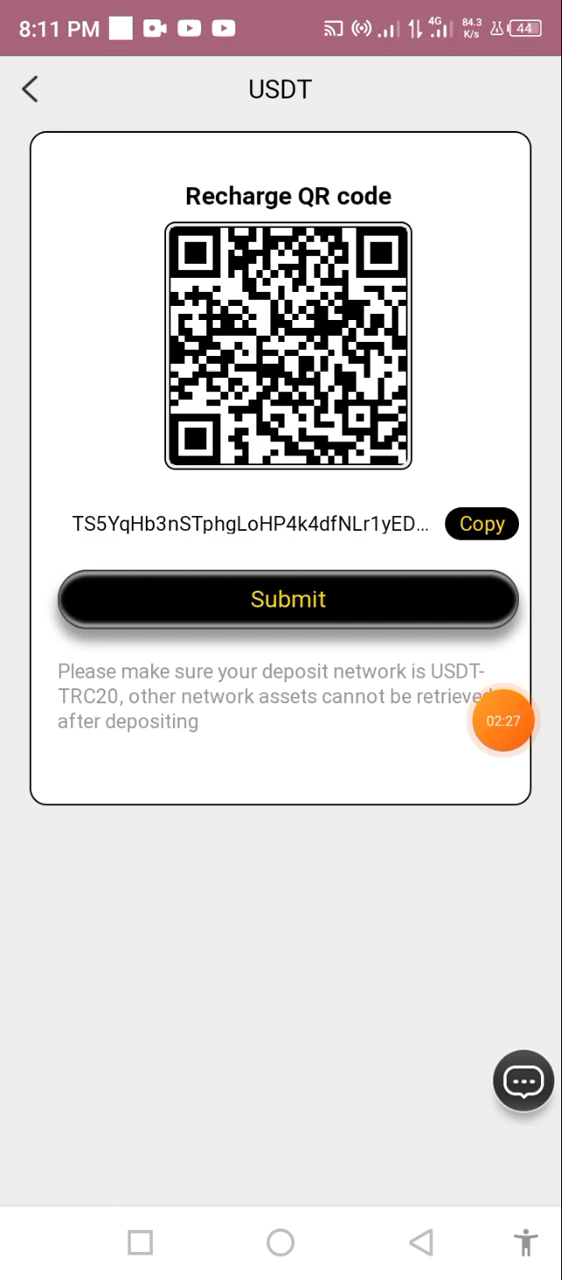 8:11 PM 4G 84.3 K/s 44
USDT
Recharge QR code
TS5YqHb3nSTphgLoHP4k4dfNLr1yED... Copy
Submit
Please make sure your deposit network is USDT-
TRC20, other network assets cannot be retrieved
after depositing
02:27